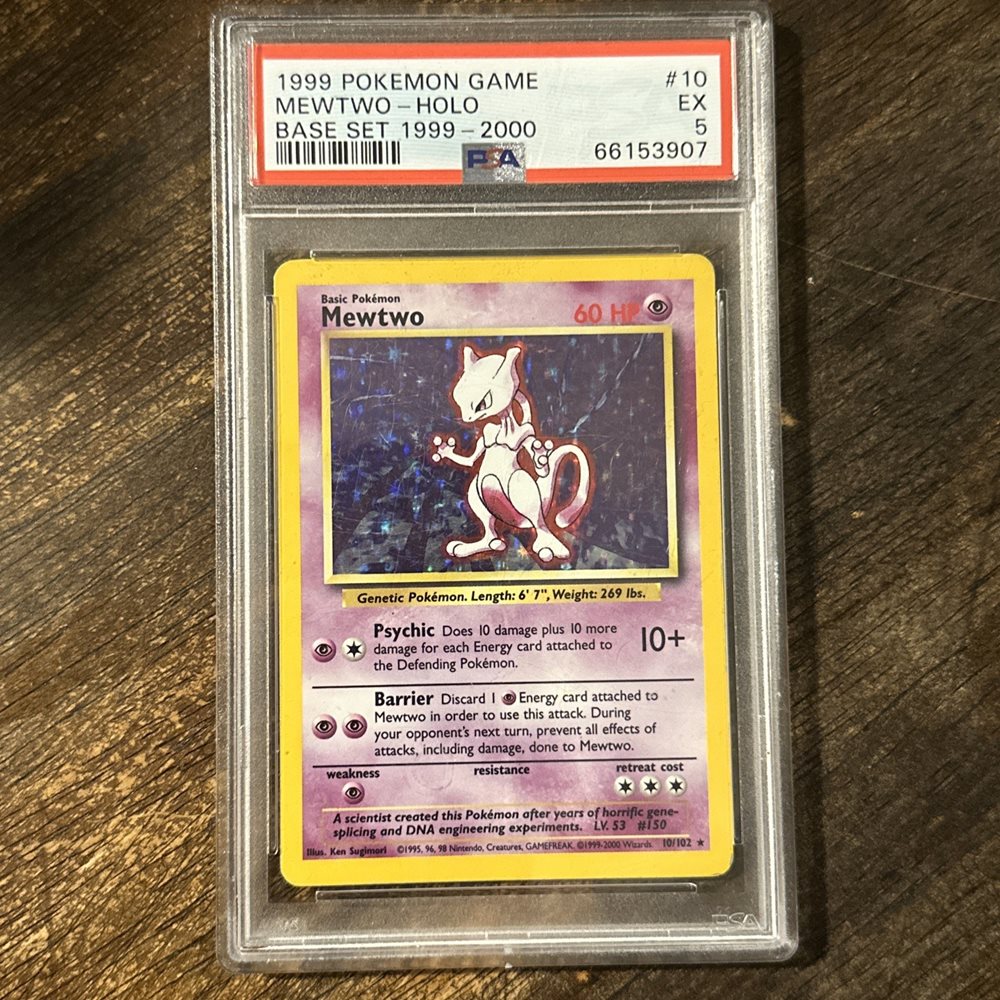 1999 POKEMON GAME #10
MEWTWO-HOLO EX
BASE SET 1999-2000 5
PSA 66153907
Basic Pokémon
Mewtwo 60 HP
Genetic Pokémon. Length: 6' 7", Weight: 269 lbs.
Psychic Does 10 damage plus 10 more
damage for each Energy card attached to
the Defending Pokémon.
10+
Barrier Discard 1 Energy card attached to
Mewtwo in order to use this attack. During
your opponent's next turn, prevent all effects of
attacks, including damage, done to Mewtwo.
weakness resistance retreat cost
A scientist created this Pokémon after years of horrific gene-
splicing and DNA engineering experiments. LV. 53 #150
Illus. Ken Sugimori ©1995, 96, 98 Nintendo, Creatures, GAMEFREAK. ©1999-2000 Wizards. 10/102 ★
PSA